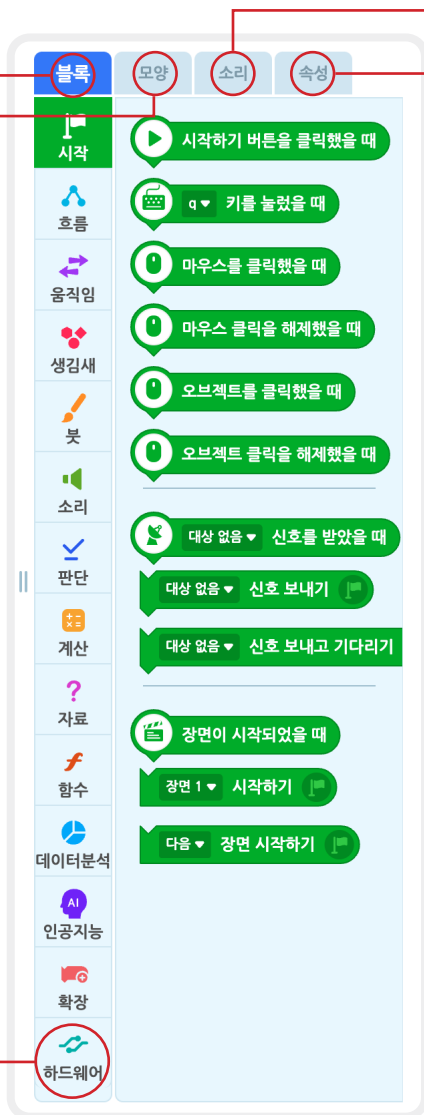 블록
모양
소리
속성
시작
흐름
움직임
생김새
붓
소리
판단
계산
자료
함수
데이터분석
AI
인공지능
확장
하드웨어
시작하기 버튼을 클릭했을 때
q 키를 눌렀을 때
마우스를 클릭했을 때
마우스 클릭을 해제했을 때
오브젝트를 클릭했을 때
오브젝트 클릭을 해제했을 때
대상 없음 신호를 받았을 때
대상 없음 신호 보내기
대상 없음 신호 보내고 기다리기
장면이 시작되었을 때
장면 1 시작하기
다음 장면 시작하기